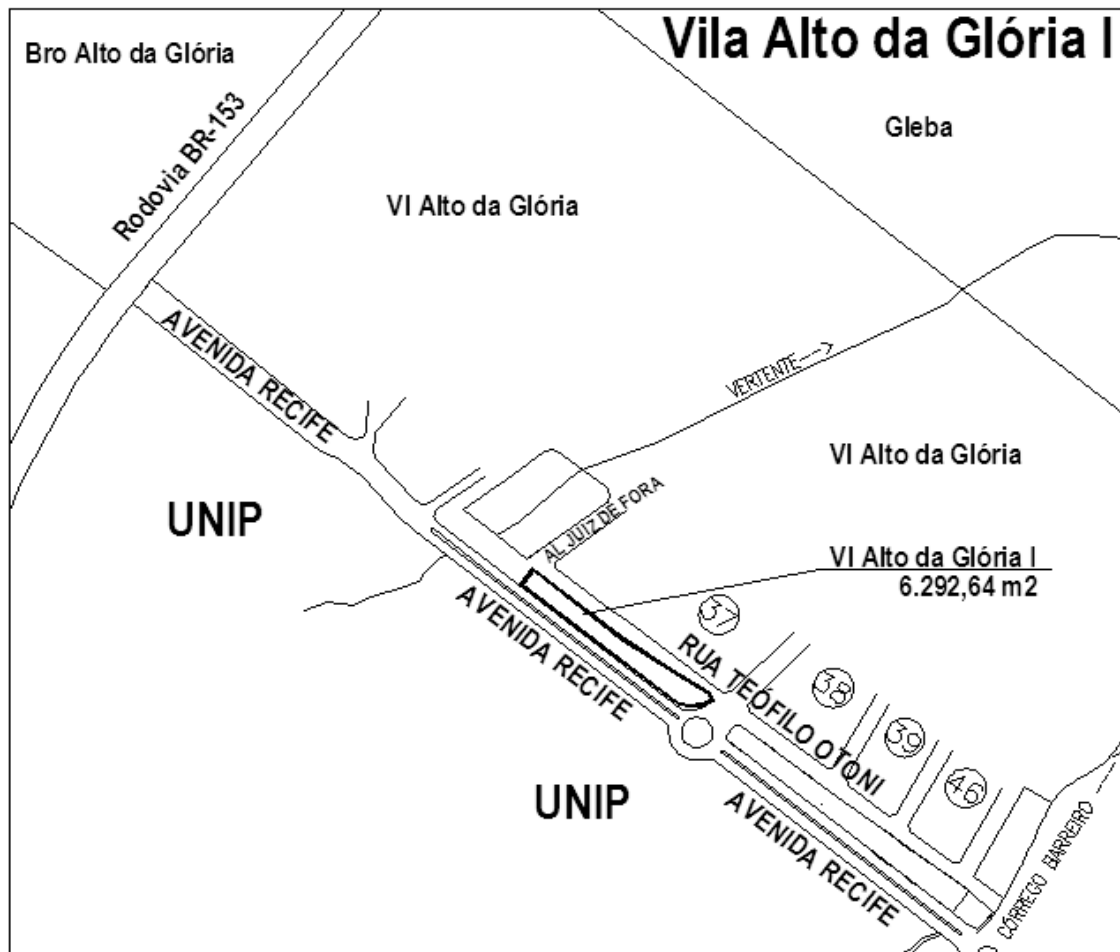 Vila Alto da Glória I
Bro Alto da Glória
Gleba
Rodovia BR-153
VI Alto da Glória
AVENIDA RECIFE
VERTENTE
VI Alto da Glória
UNIP
AL JUIZ DE FORA
VI Alto da Glória I
6.292,64 m2
AVENIDA RECIFE
37
RUA TEÓFILO OTONI
38
39
46
UNIP
AVENIDA RECIFE
CÓRREGO BARREIRO